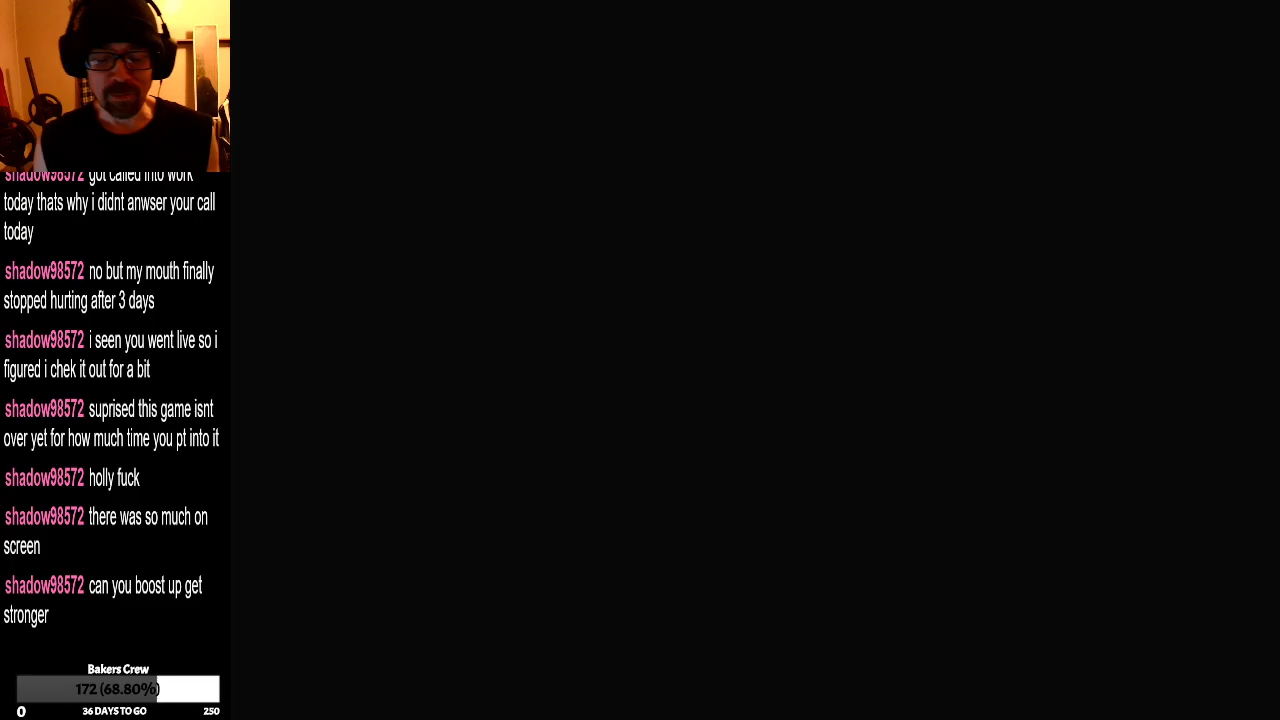 shadow98572 got called into work
today thats why i didnt anwser your call
today
shadow98572 no but my mouth finally
stopped hurting after 3 days
shadow98572 i seen you went live so i
figured i chek it out for a bit
shadow98572 suprised this game isnt
over yet for how much time you pt into it
shadow98572 holly fuck
shadow98572 there was so much on
screen
shadow98572 can you boost up get
stronger
Bakers Crew
172 (68.80%)
0 36 DAYS TO GO 250